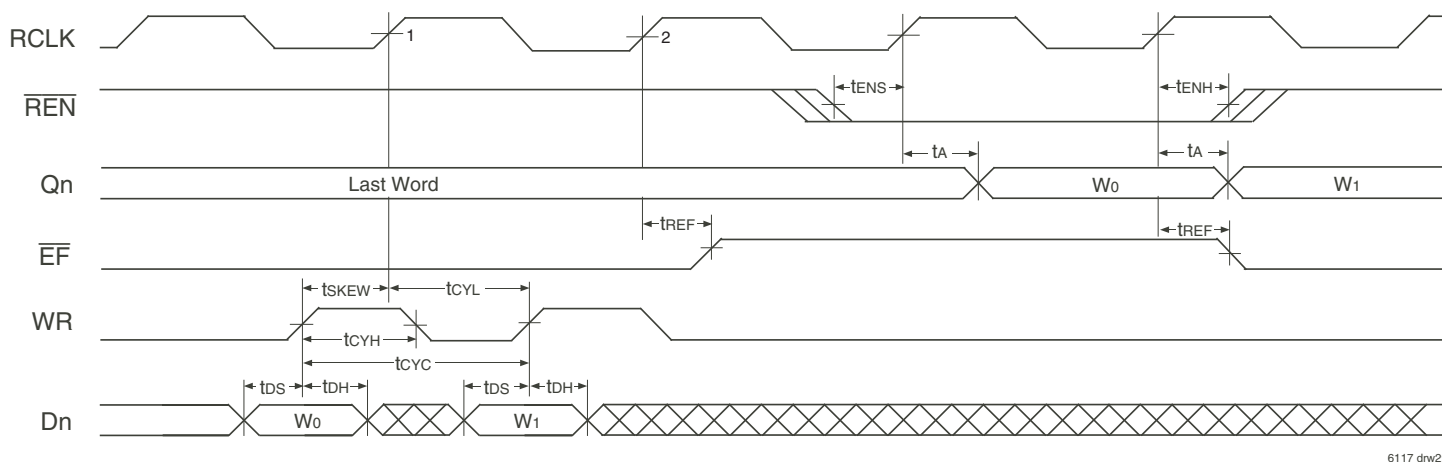 RCLK 1 2
REN tENS tENH
Qn Last Word tA W0 tA W1
EF tREF tREF
WR tSKEW tCYL
tCYH
tCYC
Dn tDS tDH W0 tDS tDH W1
6117 drw2